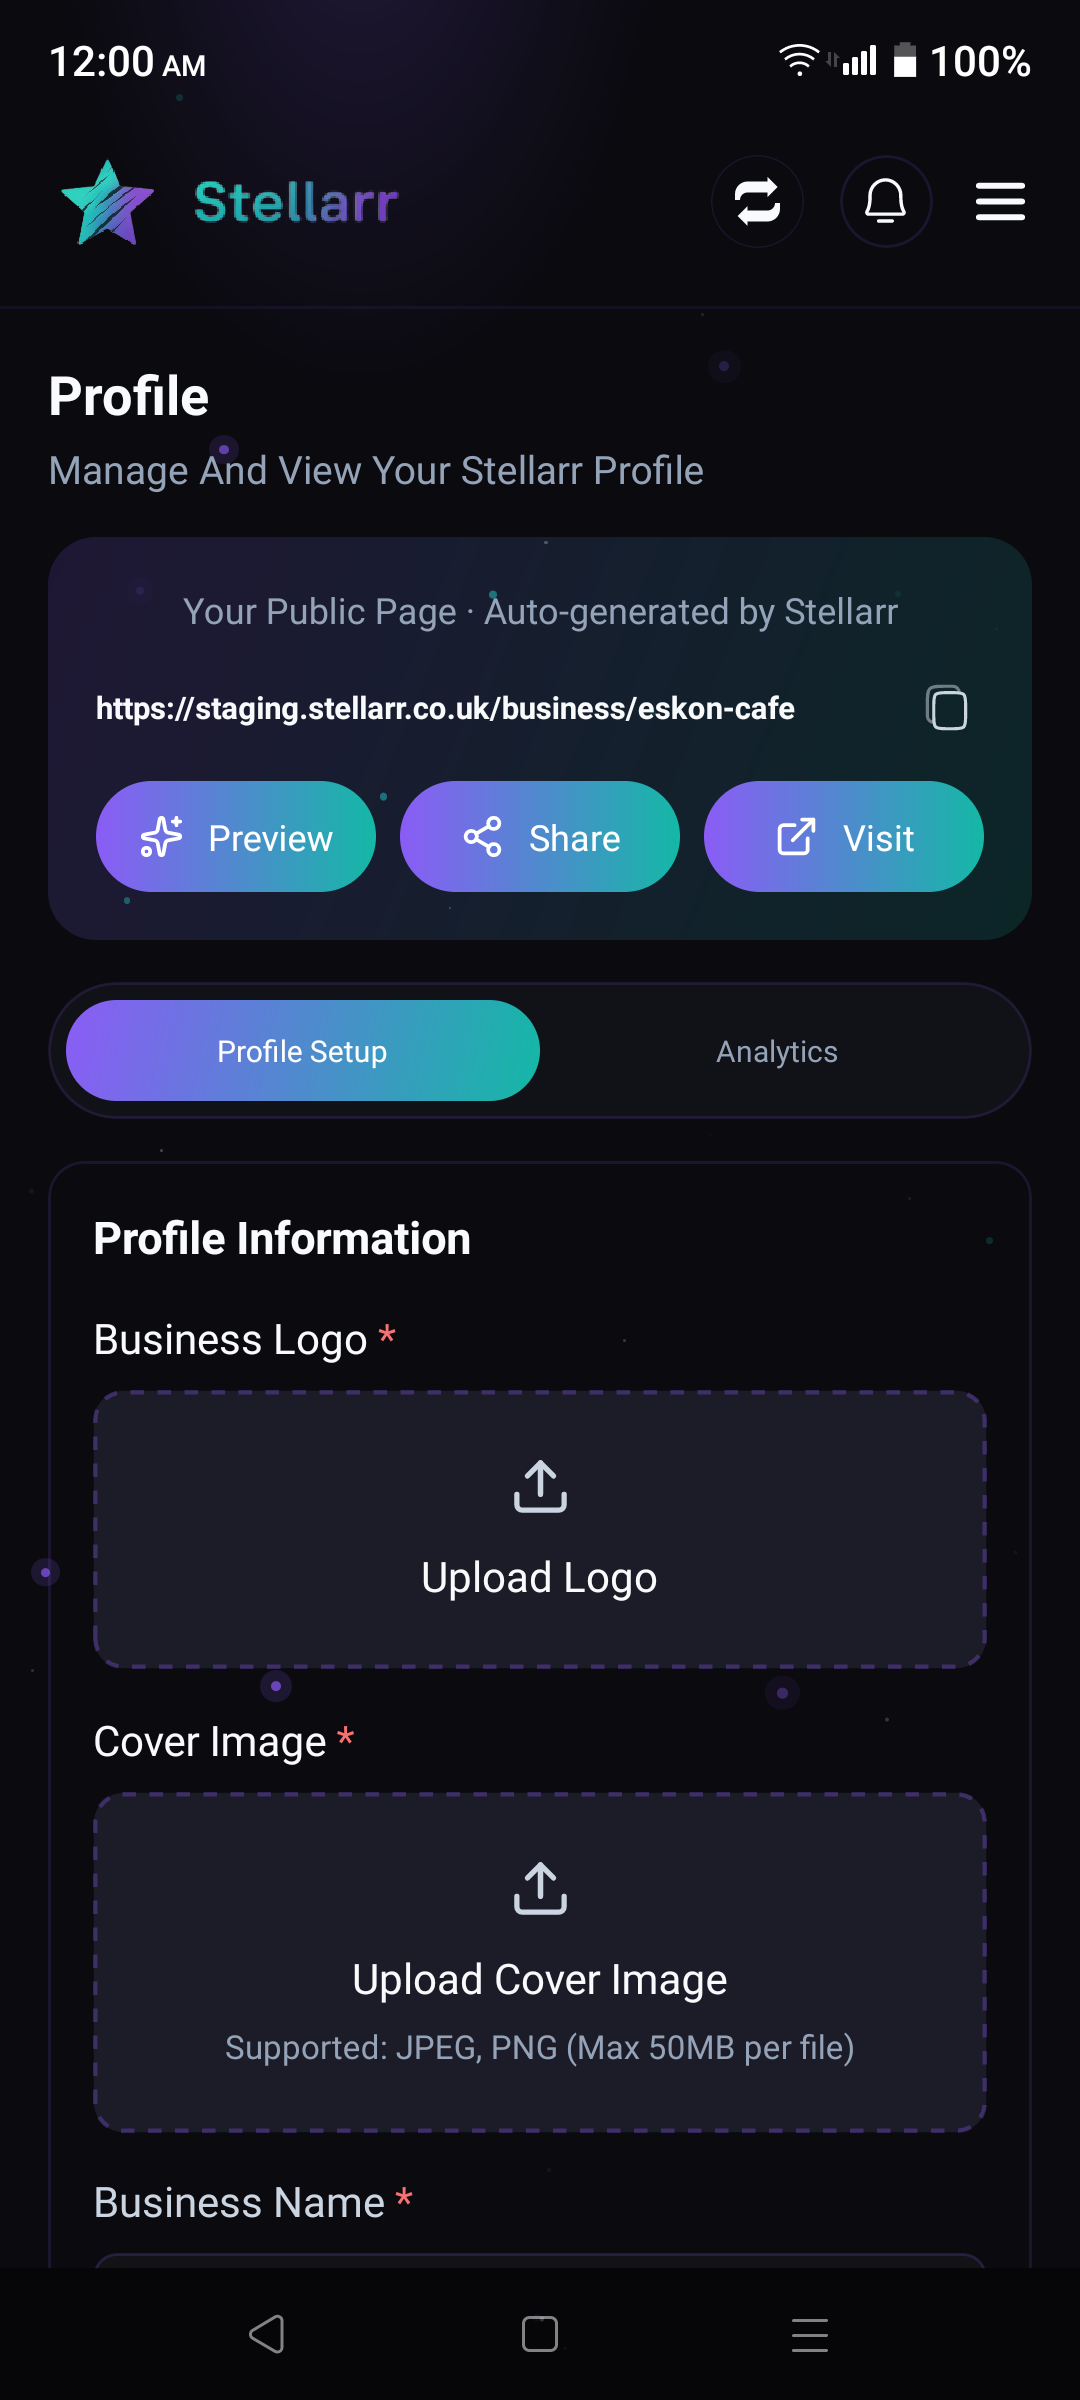 12:00 AM
100%
Stellarr
Profile
Manage And View Your Stellarr Profile
Your Public Page · Auto-generated by Stellarr
https://staging.stellarr.co.uk/business/eskon-cafe
Preview
Share
Visit
Profile Setup
Analytics
Profile Information
Business Logo *
Upload Logo
Cover Image *
Upload Cover Image
Supported: JPEG, PNG (Max 50MB per file)
Business Name *